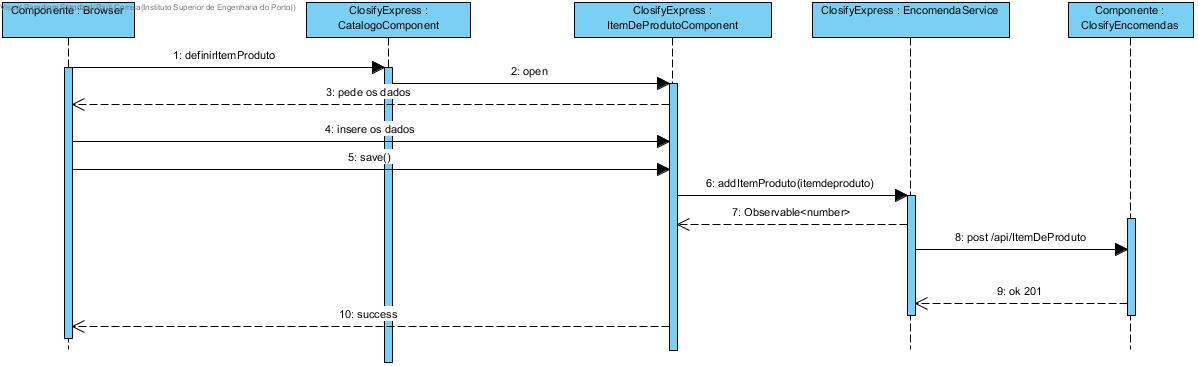 Componente : Browser
(Instituto Superior de Engenharia do Porto))
ClosifyExpress :
CatalogoComponent
ClosifyExpress :
ItemDeProdutoComponent
ClosifyExpress : EncomendaService
Componente :
ClosifyEncomendas
1: definirItemProduto
2: open
3: pede os dados
4: insere os dados
5: save()
6: addItemProduto(itemdeproduto)
7: Observable<number>
8: post /api/ItemDeProduto
9: ok 201
10: success